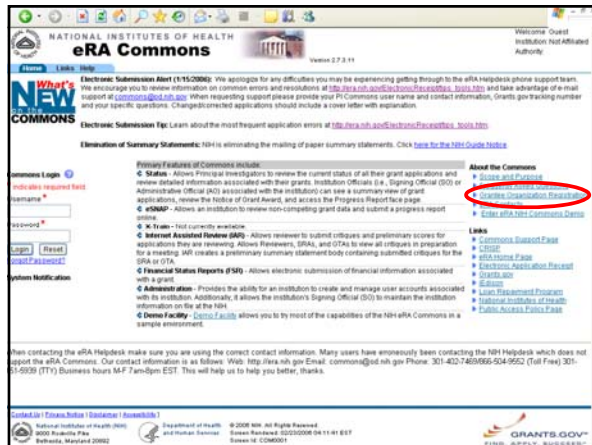 NATIONAL INSTITUTES OF HEALTH
eRA Commons
Version 2.7.3.11
Welcome Guest
Institution: Not Affiliated
Authority:
Home Links Help
What's
NEW
on the
COMMONS
Electronic Submission Alert (1/15/2006): We apologize for any difficulties you may be experiencing getting through to the eRA Helpdesk phone support team.
We encourage you to review information on common errors and resolutions at http://era.nih.gov/ElectronicReceipt/tips_tools.htm and take advantage of e-mail
support at commons@od.nih.gov. When requesting support please provide your PI Commons user name and contact information, Grants.gov tracking number
and your specific questions. Changed/corrected applications should include a cover letter with explanation.
Electronic Submission Tip: Learn about the most frequent application errors at http://era.nih.gov/ElectronicReceipt/tips_tools.htm.
Elimination of Summary Statements: NIH is eliminating the mailing of paper summary statements. Click here for the NIH Guide Notice
Commons Login
* indicates required field
Username *
Password *
Login Reset
Forgot Password?
System Notification
Primary Features of Commons include:
Status - Allows Principal Investigators to review the current status of all their grant applications and
review detailed information associated with their grants. Institution Officials (i.e., Signing Official (SO) or
Administrative Official (AO) associated with the institution) can see a summary view of grant
applications, review the Notice of Grant Award, and access the Progress Report face page.
eSNAP - Allows an institution to review non-competing grant data and submit a progress report
online.
X-Train - Not currently available.
Internet Assisted Review (IAR) - Allows reviewer to submit critiques and preliminary scores for
applications they are reviewing. Allows Reviewers, SRAs, and GTAs to view all critiques in preparation
for a meeting. IAR creates a preliminary summary statement body containing submitted critiques for the
SRA or GTA.
Financial Status Reports (FSR) - Allows electronic submission of financial information associated
with a grant.
Administration - Provides the ability for an institution to create and manage user accounts associated
with its institution. Additionally, it allows the institution's Signing Official (SO) to maintain the institution
information on file at the NIH.
Demo Facility - Demo Facility allows you to try most of the capabilities of the NIH eRA Commons in a
sample environment.
About the Commons
Scope and Purpose
Grantee Organization Registration
Enter eRA NIH Commons Demo
Links
Commons Support Page
CRISP
eRA Home Page
Electronic Application Receipt
Grants.gov
iEdison
Loan Repayment Program
National Institutes of Health
Public Access Policy Page
When contacting the eRA Helpdesk make sure you are using the correct contact information. Many users have erroneously been contacting the NIH Helpdesk which does not
support the eRA Commons. Our contact information is as follows: Web: http://era.nih.gov Email: commons@od.nih.gov Phone: 301-402-7469/866-504-9552 (Toll Free) 301-
451-5939 (TTY) Business hours M-F 7am-8pm EST. This will help us to help you better, thanks.
Contact Us | Privacy Notice | Disclaimer | Accessibility |
National Institutes of Health (NIH)
9000 Rockville Pike
Bethesda, Maryland 20892
Department of Health
and Human Services
© 2006 NIH. All Rights Reserved.
Screen Rendered: 02/23/2006 04:11:41 EST
Screen Id: COM0001
GRANTS.GOV
FIND. APPLY. SUCCEED.